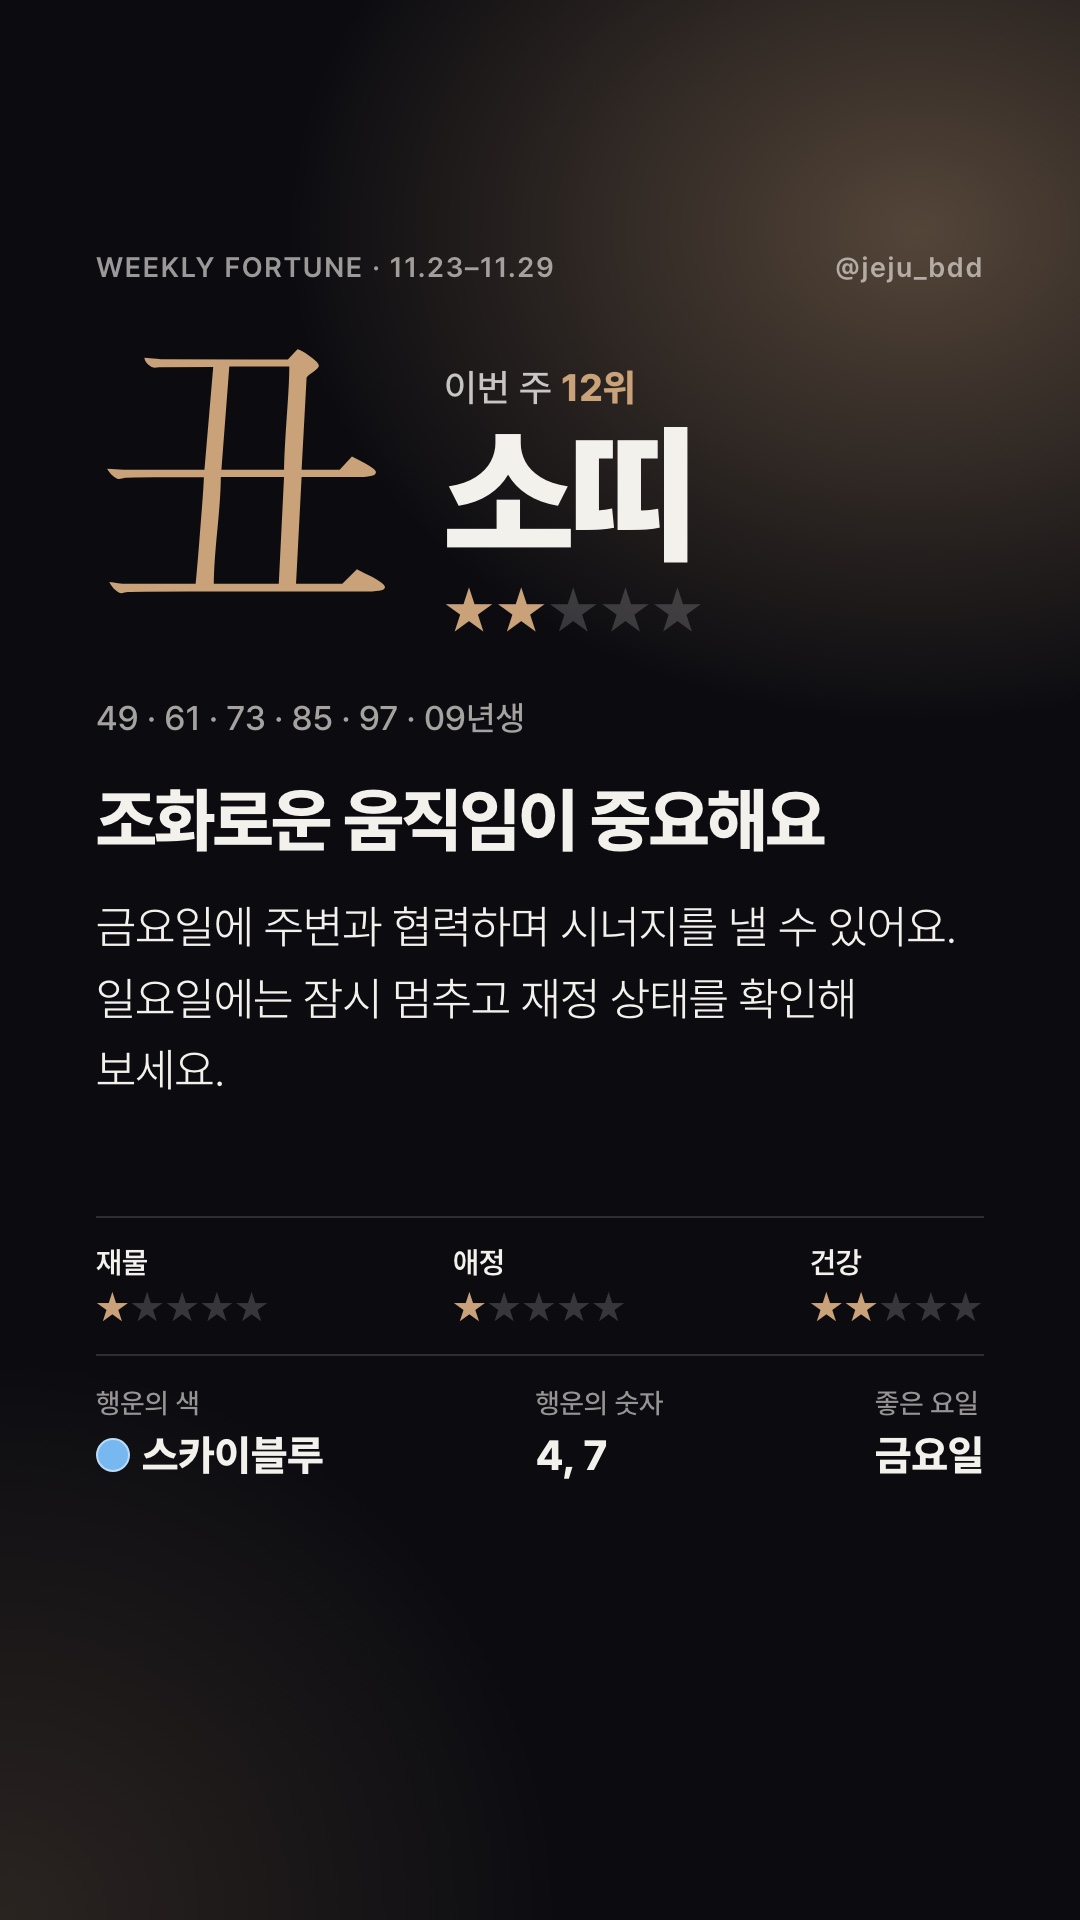 WEEKLY FORTUNE · 11.23–11.29
@jeju_bdd
丑
이번 주 12위
소띠
★★★★★
49 · 61 · 73 · 85 · 97 · 09년생
조화로운 움직임이 중요해요
금요일에 주변과 협력하며 시너지를 낼 수 있어요.
일요일에는 잠시 멈추고 재정 상태를 확인해
보세요.
재물 애정 건강
★★★★★ ★★★★★ ★★★★★
행운의 색 행운의 숫자 좋은 요일
스카이블루 4, 7 금요일